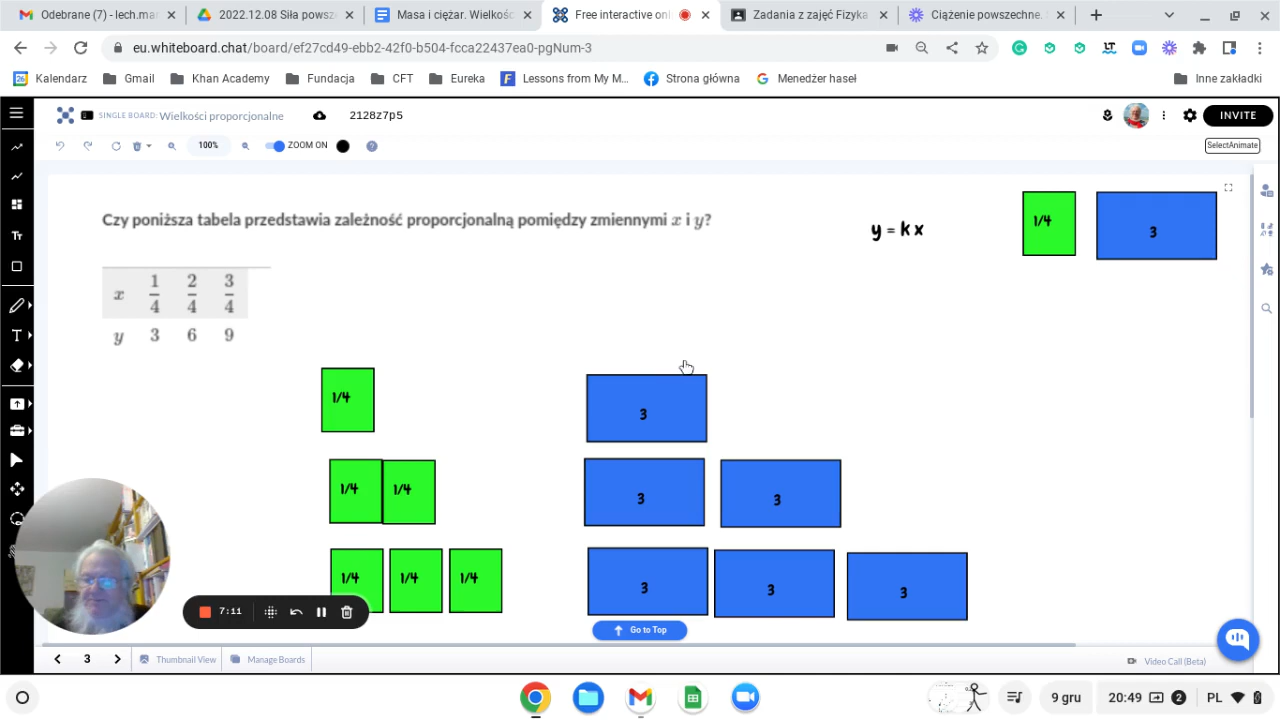 Odebrane (7) - lech.mar
2022.12.08 Siła powsz
Masa i ciężar. Wielkośc
Free interactive onl
Zadania z zajęć Fizyka
Ciążenie powszechne.
eu.whiteboard.chat/board/ef27cd49-ebb2-42f0-b504-fcca22437ea0-pgNum-3
Kalendarz
Gmail
Khan Academy
Fundacja
CFT
Eureka
Lessons from My M...
Strona główna
Menedżer haseł
Inne zakładki
SINGLE BOARD: Wielkości proporcjonalne
2128z7p5
INVITE
100%
ZOOM ON
SelectAnimate
Czy poniższa tabela przedstawia zależność proporcjonalną pomiędzy zmiennymi x i y?
y = k x
1/4
3
x 1/4 2/4 3/4
y 3 6 9
1/4 3
1/4 1/4 3 3
1/4 1/4 1/4 3 3 3
7:11
Go to Top
3
Thumbnail View
Manage Boards
Video Call (Beta)
9 gru
20:49
2
PL